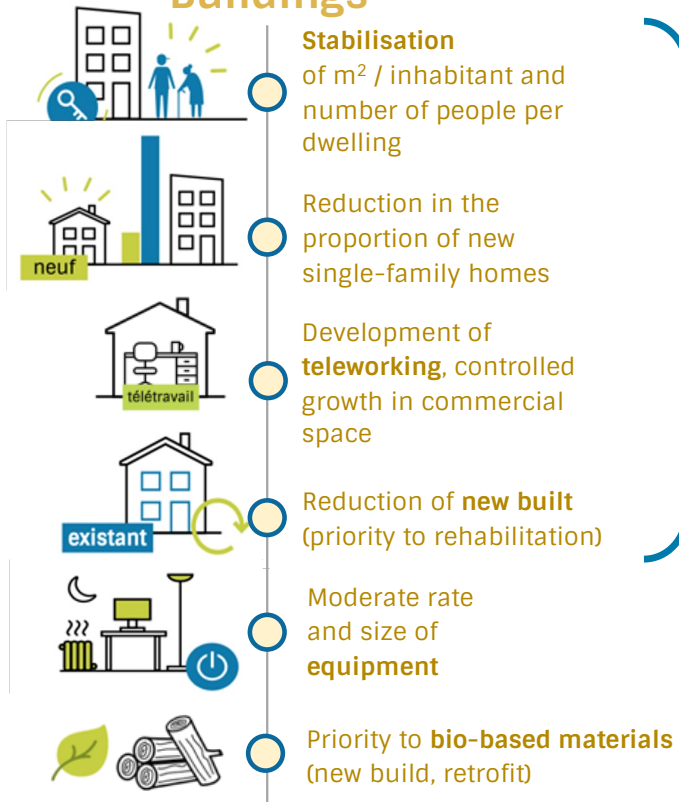 Buildings
Stabilisation
of m² / inhabitant and
number of people per
dwelling
neuf
Reduction in the
proportion of new
single-family homes
télétravail
Development of
teleworking, controlled
growth in commercial
space
existant
Reduction of new built
(priority to rehabilitation)
Moderate rate
and size of
equipment
Priority to bio-based materials
(new build, retrofit)